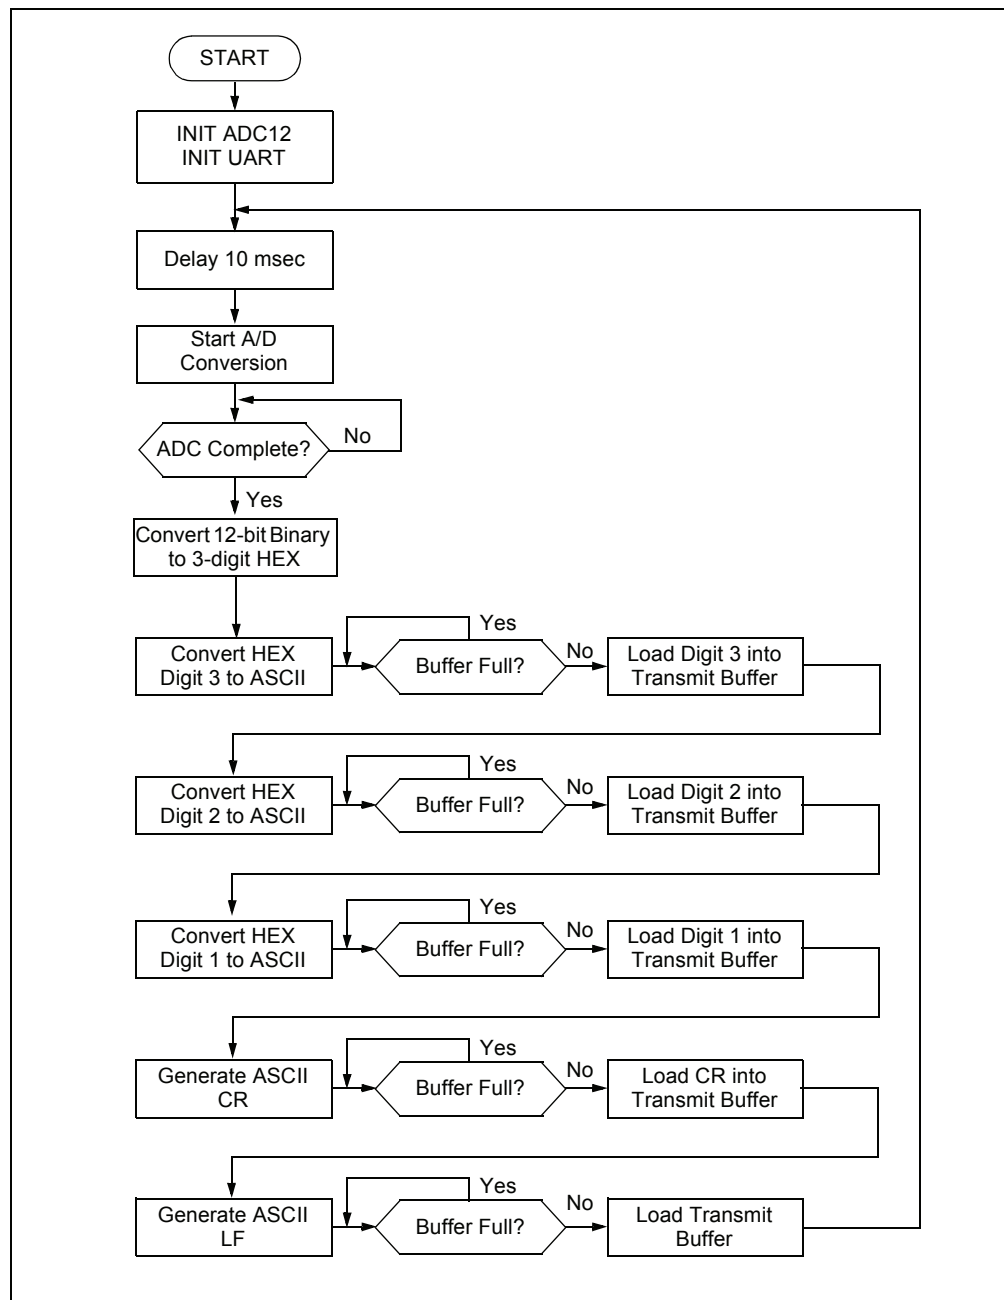 START
INIT ADC12
INIT UART
Delay 10 msec
Start A/D
Conversion
ADC Complete?
No
Yes
Convert 12-bit Binary
to 3-digit HEX
Convert HEX
Digit 3 to ASCII
Yes
Buffer Full?
No
Load Digit 3 into
Transmit Buffer
Convert HEX
Digit 2 to ASCII
Yes
Buffer Full?
No
Load Digit 2 into
Transmit Buffer
Convert HEX
Digit 1 to ASCII
Yes
Buffer Full?
No
Load Digit 1 into
Transmit Buffer
Generate ASCII
CR
Yes
Buffer Full?
No
Load CR into
Transmit Buffer
Generate ASCII
LF
Yes
Buffer Full?
No
Load Transmit
Buffer